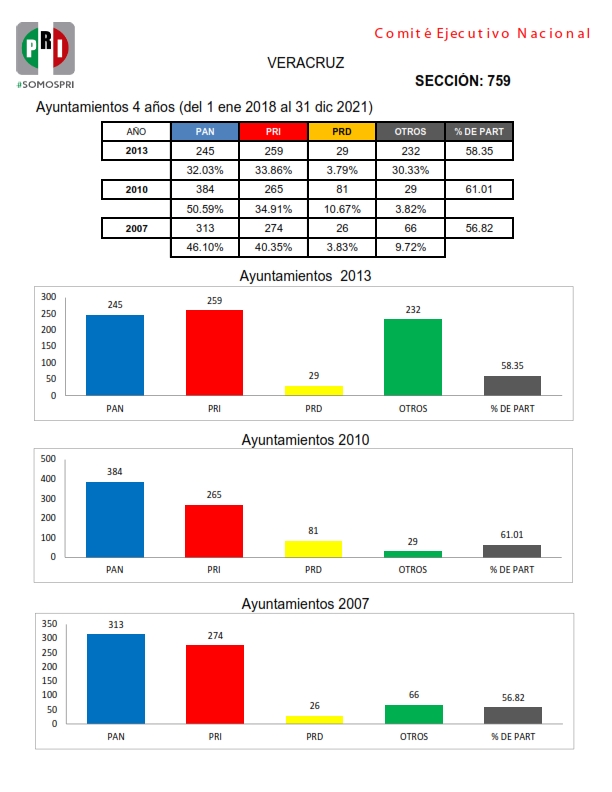 Comité Ejecutivo Nacional
PRI
#SOMOSPRI
VERACRUZ
SECCIÓN: 759
Ayuntamientos 4 años (del 1 ene 2018 al 31 dic 2021)
AÑO PAN PRI PRD OTROS % DE PART
2013 245 259 29 232 58.35
32.03% 33.86% 3.79% 30.33%
2010 384 265 81 29 61.01
50.59% 34.91% 10.67% 3.82%
2007 313 274 26 66 56.82
46.10% 40.35% 3.83% 9.72%
Ayuntamientos 2013
300
250
200
150
100
50
0
245 259 29 232 58.35
PAN PRI PRD OTROS % DE PART
Ayuntamientos 2010
500
400
300
200
100
0
384 265 81 29 61.01
PAN PRI PRD OTROS % DE PART
Ayuntamientos 2007
350
300
250
200
150
100
50
0
313 274 26 66 56.82
PAN PRI PRD OTROS % DE PART